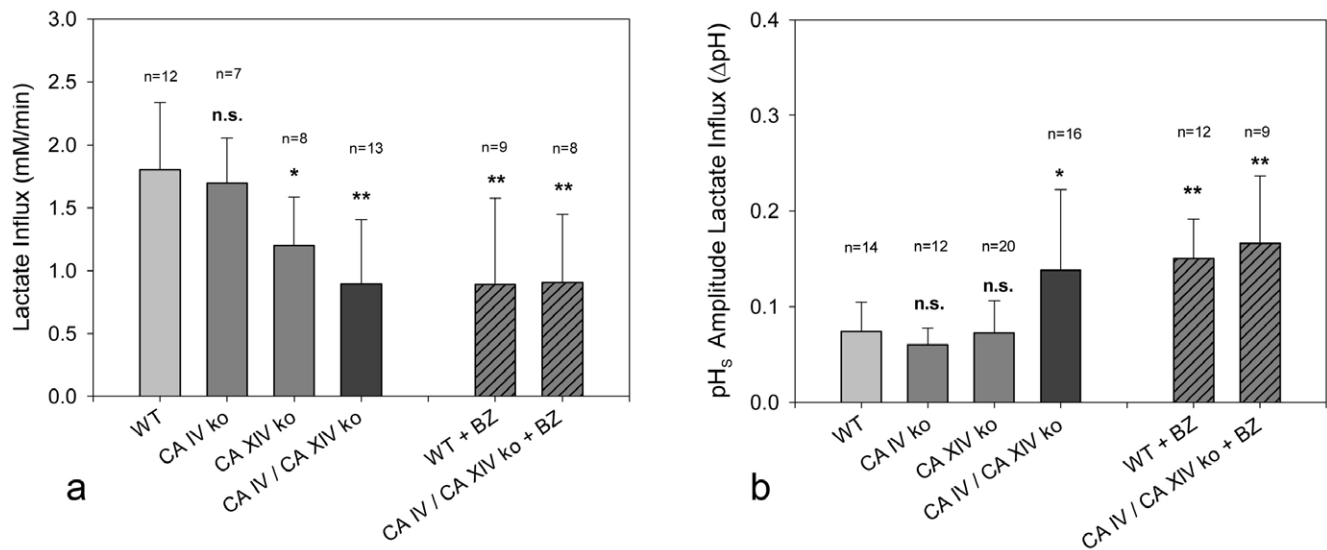 Lactate Influx (mM/min)
3.0
2.5
2.0
1.5
1.0
0.5
0.0
n=12
n=7
n.s.
n=8
*
n=13
**
n=9
**
n=8
**
WT
CA IV ko
CA XIV ko
CA IV / CA XIV ko
WT + BZ
CA IV / CA XIV ko + BZ
a
pHS Amplitude Lactate Influx (ΔpH)
0.4
0.3
0.2
0.1
0.0
n=14
n=12
n.s.
n=20
n.s.
n=16
*
n=12
**
n=9
**
WT
CA IV ko
CA XIV ko
CA IV / CA XIV ko
WT + BZ
CA IV / CA XIV ko + BZ
b